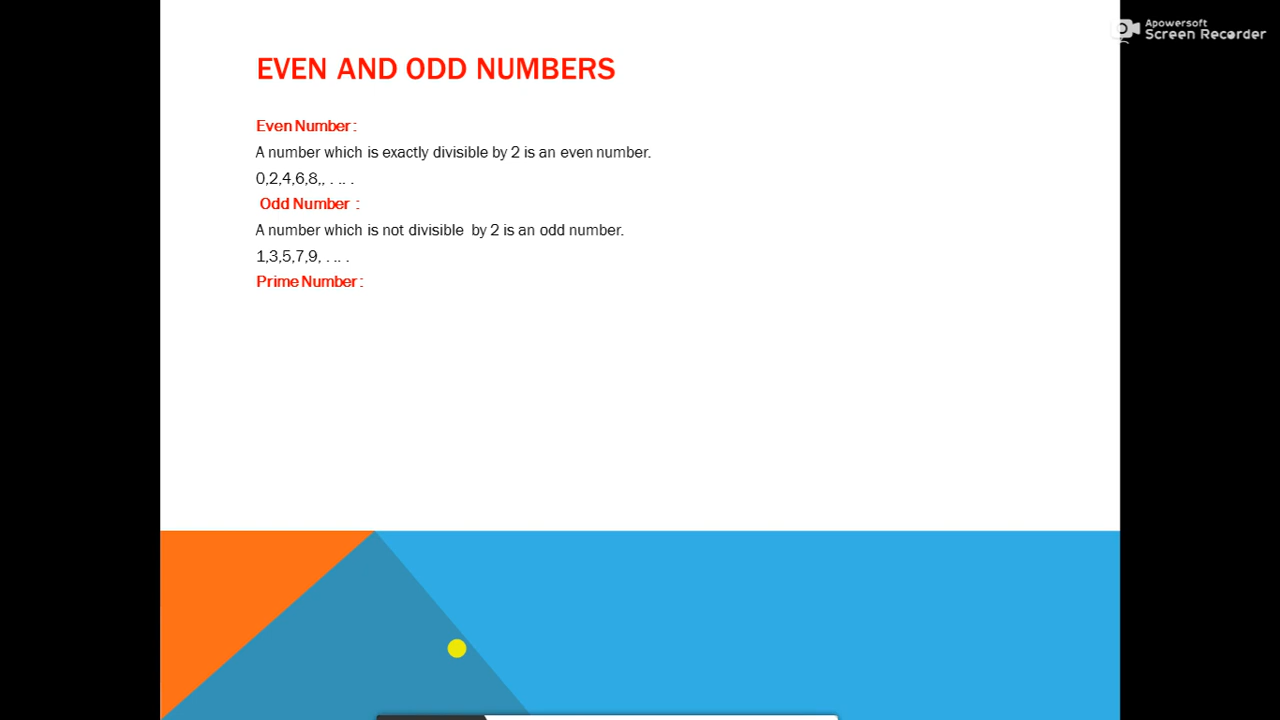 Apowersoft
Screen Recorder
EVEN AND ODD NUMBERS
Even Number :
A number which is exactly divisible by 2 is an even number.
0,2,4,6,8,, . .. .
Odd Number :
A number which is not divisible by 2 is an odd number.
1,3,5,7,9, . .. .
Prime Number :